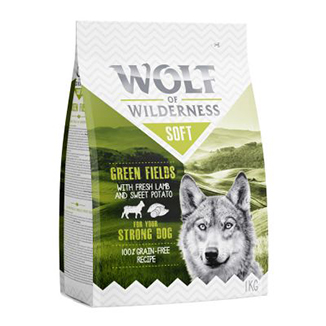 WOLF
OF
WILDERNESS
SOFT
GREEN FIELDS
WITH FRESH LAMB
AND SWEET POTATO
FOR YOUR
STRONG DOG
100% GRAIN-FREE
RECIPE
1KG